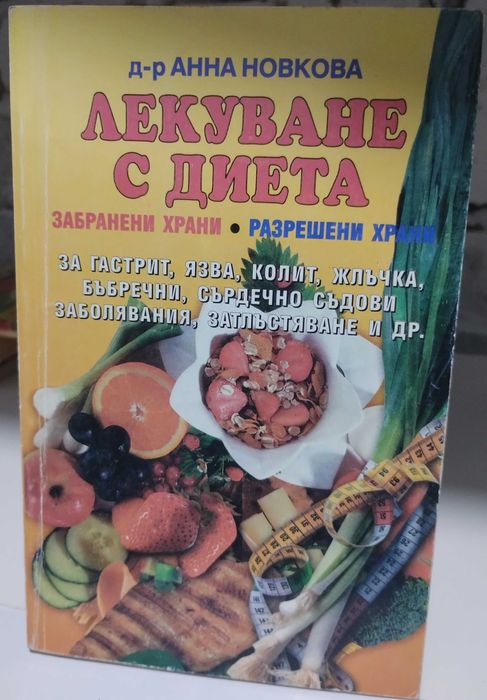 д-р АННА НОВКОВА
ЛЕКУВАНЕ
С ДИЕТА
ЗАБРАНЕНИ ХРАНИ • РАЗРЕШЕНИ ХРАНИ
ЗА ГАСТРИТ, ЯЗВА, КОЛИТ, ЖЛЪЧКА,
БЪБРЕЧНИ, СЪРДЕЧНО СЪДОВИ
ЗАБОЛЯВАНИЯ, ЗАТЛЪСТЯВАНЕ И ДР.